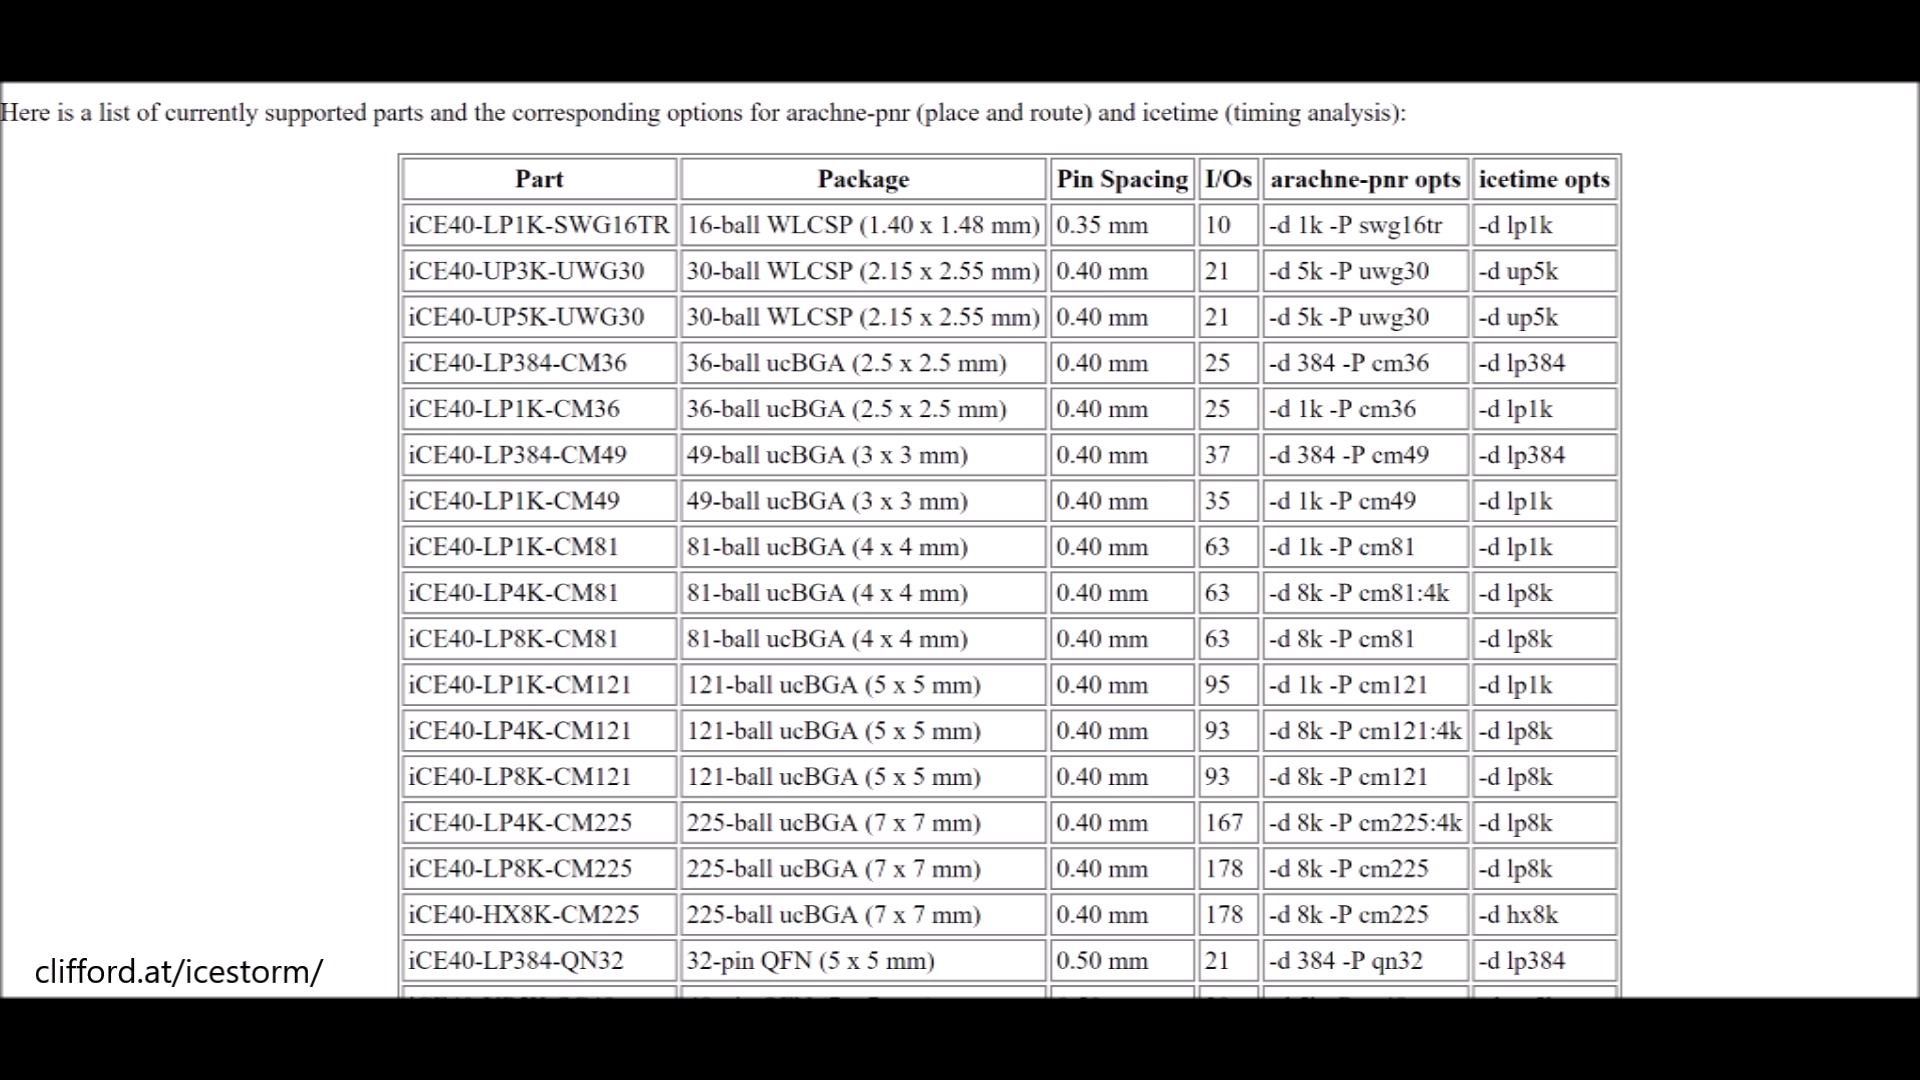 Here is a list of currently supported parts and the corresponding options for arachne-pnr (place and route) and icetime (timing analysis):
Part Package Pin Spacing I/Os arachne-pnr opts icetime opts
iCE40-LP1K-SWG16TR 16-ball WLCSP (1.40 x 1.48 mm) 0.35 mm 10 -d 1k -P swg16tr -d lp1k
iCE40-UP3K-UWG30 30-ball WLCSP (2.15 x 2.55 mm) 0.40 mm 21 -d 5k -P uwg30 -d up5k
iCE40-UP5K-UWG30 30-ball WLCSP (2.15 x 2.55 mm) 0.40 mm 21 -d 5k -P uwg30 -d up5k
iCE40-LP384-CM36 36-ball ucBGA (2.5 x 2.5 mm) 0.40 mm 25 -d 384 -P cm36 -d lp384
iCE40-LP1K-CM36 36-ball ucBGA (2.5 x 2.5 mm) 0.40 mm 25 -d 1k -P cm36 -d lp1k
iCE40-LP384-CM49 49-ball ucBGA (3 x 3 mm) 0.40 mm 37 -d 384 -P cm49 -d lp384
iCE40-LP1K-CM49 49-ball ucBGA (3 x 3 mm) 0.40 mm 35 -d 1k -P cm49 -d lp1k
iCE40-LP1K-CM81 81-ball ucBGA (4 x 4 mm) 0.40 mm 63 -d 1k -P cm81 -d lp1k
iCE40-LP4K-CM81 81-ball ucBGA (4 x 4 mm) 0.40 mm 63 -d 8k -P cm81:4k -d lp8k
iCE40-LP8K-CM81 81-ball ucBGA (4 x 4 mm) 0.40 mm 63 -d 8k -P cm81 -d lp8k
iCE40-LP1K-CM121 121-ball ucBGA (5 x 5 mm) 0.40 mm 95 -d 1k -P cm121 -d lp1k
iCE40-LP4K-CM121 121-ball ucBGA (5 x 5 mm) 0.40 mm 93 -d 8k -P cm121:4k -d lp8k
iCE40-LP8K-CM121 121-ball ucBGA (5 x 5 mm) 0.40 mm 93 -d 8k -P cm121 -d lp8k
iCE40-LP4K-CM225 225-ball ucBGA (7 x 7 mm) 0.40 mm 167 -d 8k -P cm225:4k -d lp8k
iCE40-LP8K-CM225 225-ball ucBGA (7 x 7 mm) 0.40 mm 178 -d 8k -P cm225 -d lp8k
iCE40-HX8K-CM225 225-ball ucBGA (7 x 7 mm) 0.40 mm 178 -d 8k -P cm225 -d hx8k
iCE40-LP384-QN32 32-pin QFN (5 x 5 mm) 0.50 mm 21 -d 384 -P qn32 -d lp384
clifford.at/icestorm/